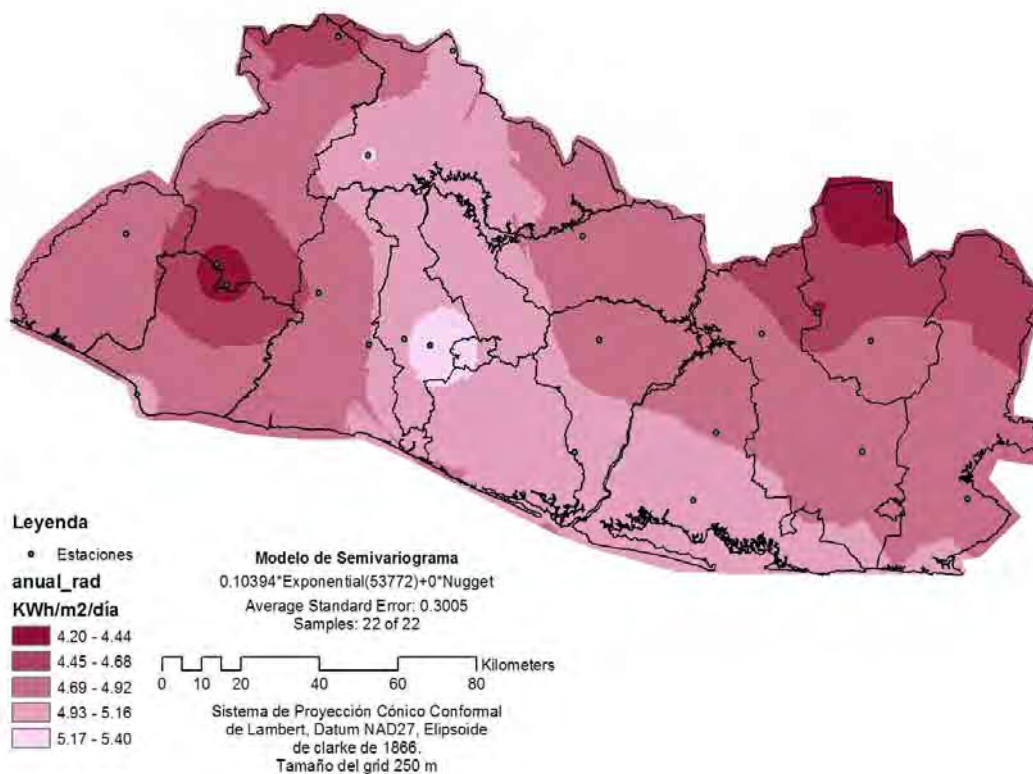 Leyenda
Estaciones
anual_rad
KWh/m2/día
4.20 - 4.44
4.45 - 4.68
4.69 - 4.92
4.93 - 5.16
5.17 - 5.40
Modelo de Semivariograma
0.10394*Exponential(53772)+0*Nugget
Average Standard Error: 0.3005
Samples: 22 of 22
Kilometers
0 10 20 40 60 80
Sistema de Proyección Cónico Conformal
de Lambert, Datum NAD27, Elipsoide
de clarke de 1866.
Tamaño del grid 250 m